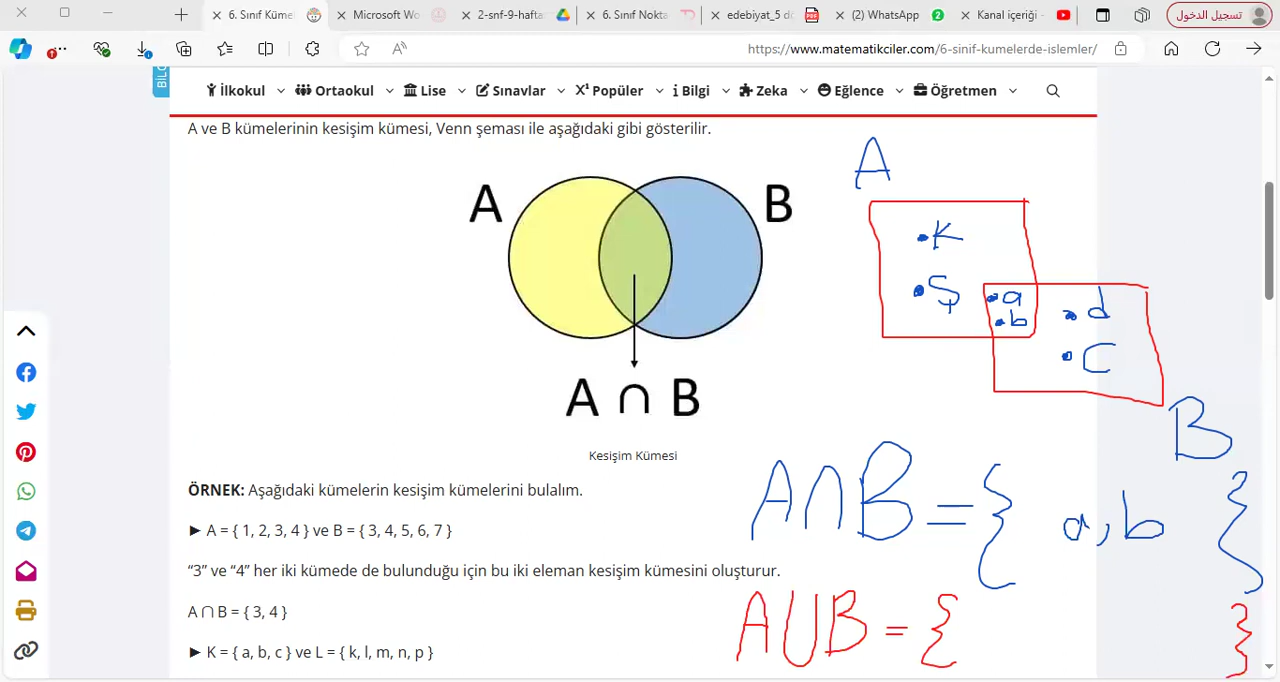 6. Sınıf Küme
Microsoft Wo
2-snf-9-hafta
6. Sınıf Nokta
edebiyat_5 dö
(2) WhatsApp
2
Kanal içeriği -
تسجيل الدخول
https://www.matematikciler.com/6-sinif-kumelerde-islemler/
BİLG
İlkokul Ortaokul Lise Sınavlar X¹ Popüler Bilgi Zeka Eğlence Öğretmen
A ve B kümelerinin kesişim kümesi, Venn şeması ile aşağıdaki gibi gösterilir.
A B
A ∩ B
Kesişim Kümesi
A
K
Ş
a
b
d
C
B
A∩B = { a, b }
A∪B = { }
ÖRNEK: Aşağıdaki kümelerin kesişim kümelerini bulalım.
► A = { 1, 2, 3, 4 } ve B = { 3, 4, 5, 6, 7 }
“3” ve “4” her iki kümede de bulunduğu için bu iki eleman kesişim kümesini oluşturur.
A ∩ B = { 3, 4 }
► K = { a, b, c } ve L = { k, l, m, n, p }